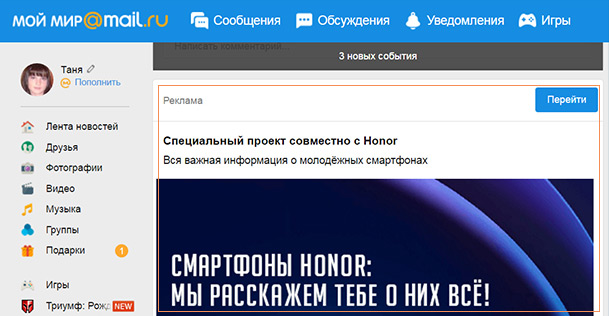 МОЙ МИР@mail.ru
Сообщения
Обсуждения
Уведомления
Игры
Написать комментарий...
3 новых события
Таня
Пополнить
Лента новостей
Друзья
Фотографии
Видео
Музыка
Группы
Подарки
1
Игры
Триумф: Рожд
NEW
Реклама
Перейти
Специальный проект совместно с Honor
Вся важная информация о молодёжных смартфонах
СМАРТФОНЫ HONOR:
МЫ РАССКАЖЕМ ТЕБЕ О НИХ ВСЁ!